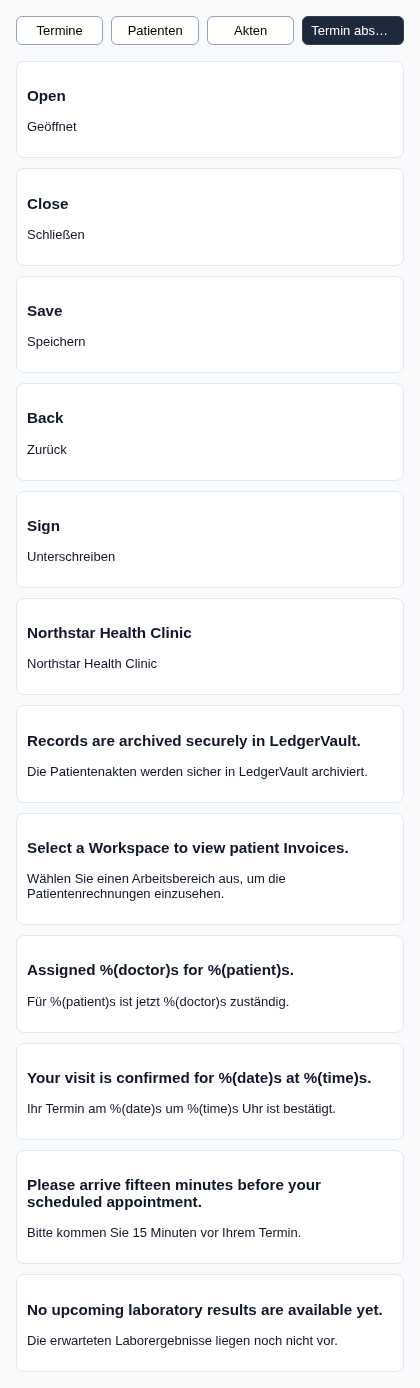 Termine
Patienten
Akten
Termin abs…
Open
Geöffnet
Close
Schließen
Save
Speichern
Back
Zurück
Sign
Unterschreiben
Northstar Health Clinic
Northstar Health Clinic
Records are archived securely in LedgerVault.
Die Patientenakten werden sicher in LedgerVault archiviert.
Select a Workspace to view patient Invoices.
Wählen Sie einen Arbeitsbereich aus, um die
Patientenrechnungen einzusehen.
Assigned %(doctor)s for %(patient)s.
Für %(patient)s ist jetzt %(doctor)s zuständig.
Your visit is confirmed for %(date)s at %(time)s.
Ihr Termin am %(date)s um %(time)s Uhr ist bestätigt.
Please arrive fifteen minutes before your
scheduled appointment.
Bitte kommen Sie 15 Minuten vor Ihrem Termin.
No upcoming laboratory results are available yet.
Die erwarteten Laborergebnisse liegen noch nicht vor.